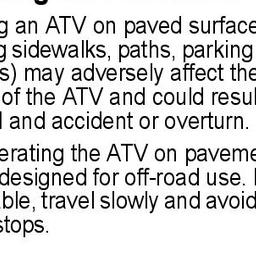 g an ATV on paved surface
g sidewalks, paths, parking
s) may adversely affect the
of the ATV and could resul
l and accident or overturn.
erating the ATV on paveme
designed for off-road use. I
ble, travel slowly and avoid
stops.